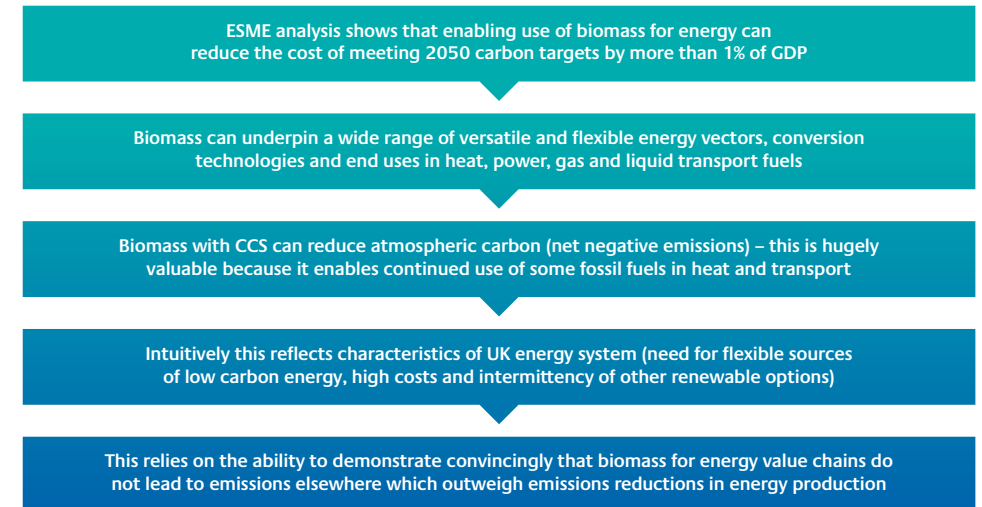 ESME analysis shows that enabling use of biomass for energy can
reduce the cost of meeting 2050 carbon targets by more than 1% of GDP
Biomass can underpin a wide range of versatile and flexible energy vectors, conversion
technologies and end uses in heat, power, gas and liquid transport fuels
Biomass with CCS can reduce atmospheric carbon (net negative emissions) – this is hugely
valuable because it enables continued use of some fossil fuels in heat and transport
Intuitively this reflects characteristics of UK energy system (need for flexible sources
of low carbon energy, high costs and intermittency of other renewable options)
This relies on the ability to demonstrate convincingly that biomass for energy value chains do
not lead to emissions elsewhere which outweigh emissions reductions in energy production